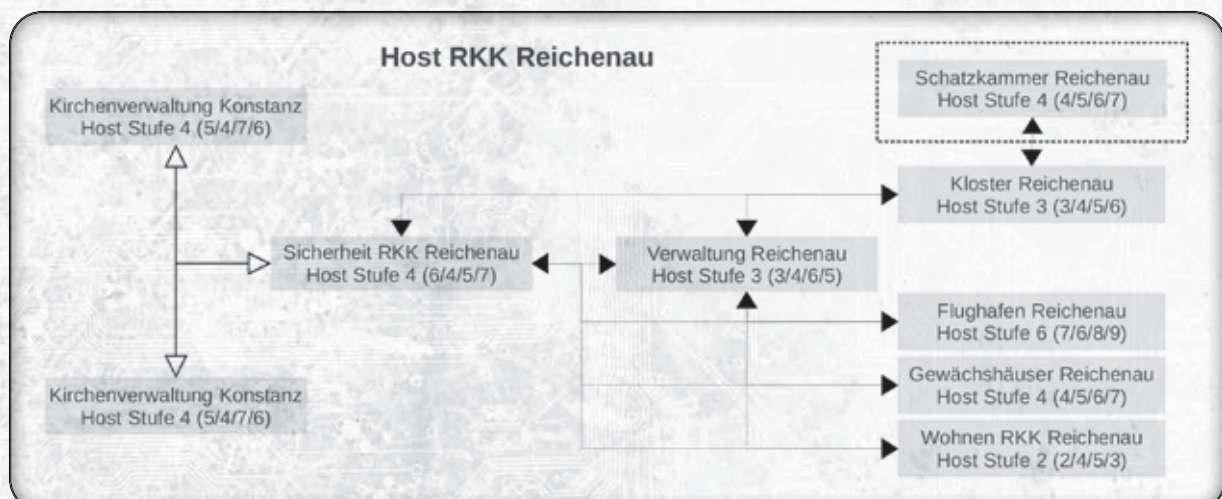 Host RKK Reichenau
Kirchenverwaltung Konstanz
Host Stufe 4 (5/4/7/6)
Schatzkammer Reichenau
Host Stufe 4 (4/5/6/7)
Kloster Reichenau
Host Stufe 3 (3/4/5/6)
Sicherheit RKK Reichenau
Host Stufe 4 (6/4/5/7)
Verwaltung Reichenau
Host Stufe 3 (3/4/6/5)
Flughafen Reichenau
Host Stufe 6 (7/6/8/9)
Gewächshäuser Reichenau
Host Stufe 4 (4/5/6/7)
Kirchenverwaltung Konstanz
Host Stufe 4 (5/4/7/6)
Wohnen RKK Reichenau
Host Stufe 2 (2/4/5/3)